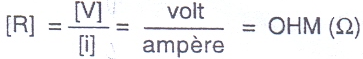 [R] = [V]/[i] = volt/ampère = OHM (Ω)